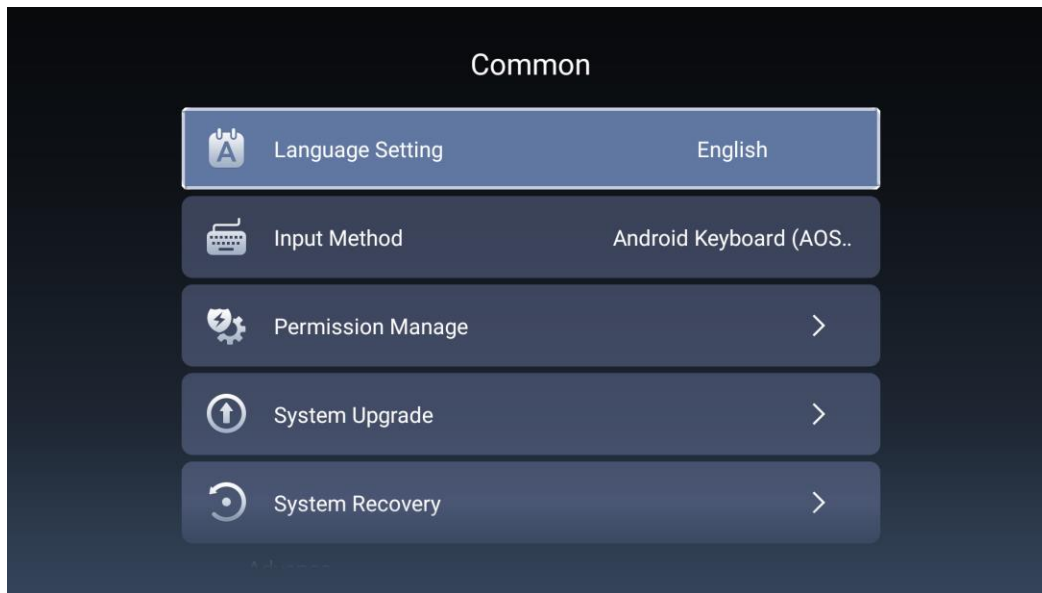 Common
Language Setting English
Input Method Android Keyboard (AOS..
Permission Manage
System Upgrade
System Recovery